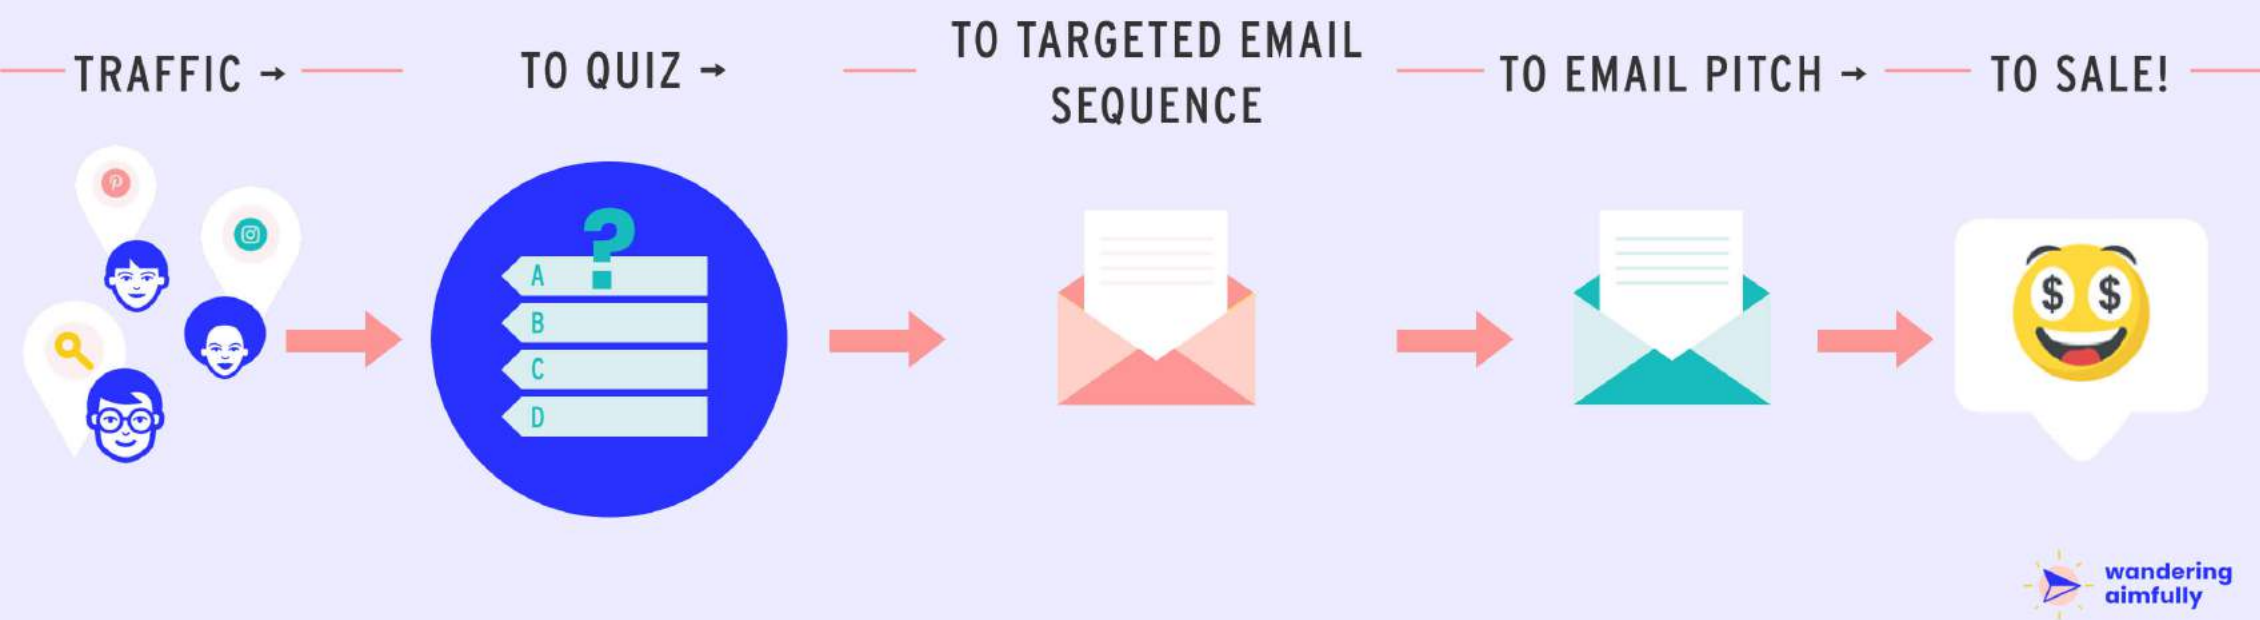 TRAFFIC →
TO QUIZ →
TO TARGETED EMAIL
SEQUENCE
TO EMAIL PITCH →
TO SALE!
?
A
B
C
D
$ $
wandering
aimfully